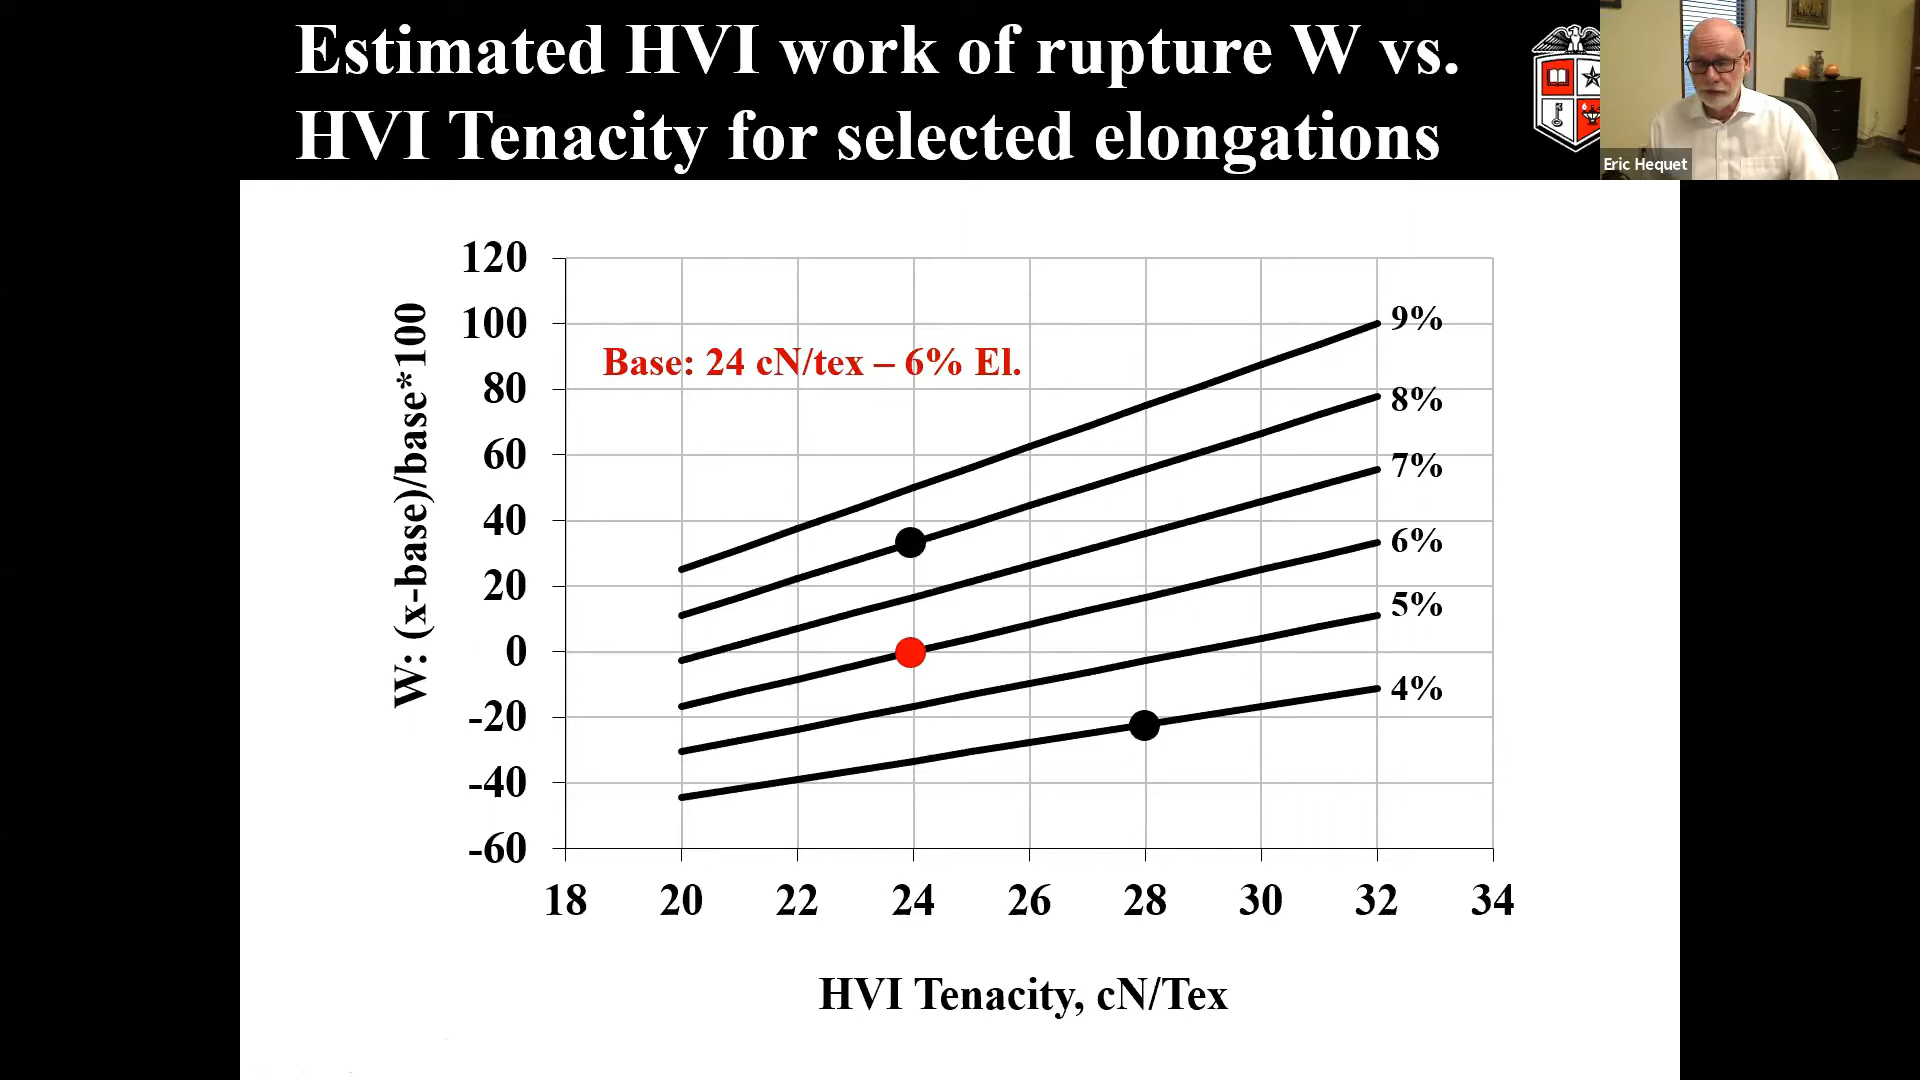 Estimated HVI work of rupture W vs.
HVI Tenacity for selected elongations
Eric Hequet
W: (x-base)/base*100
120
100
80
60
40
20
0
-20
-40
-60
Base: 24 cN/tex – 6% El.
9%
8%
7%
6%
5%
4%
18 20 22 24 26 28 30 32 34
HVI Tenacity, cN/Tex